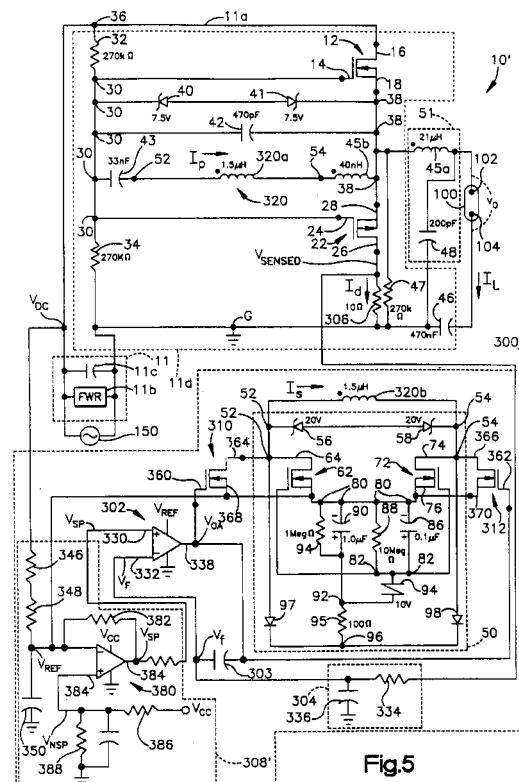 36
11a
32
270kΩ
12
16
14
18
10'
30
40
41
38
30
7.5V
7.5V
42
470pF
30
38
51
43
33nF
52
Ip
1.5μH
320a
54
45b
40nH
21μH
45a
102
30
320
38
100
VO
28
104
30
24
22
200pF
48
34
270KΩ
26
VSENSED
Id
47
IL
VDC
G
306
10Ω
270k Ω
46
470nF
11
11c
11b
FWR
11d
300
150
Is
1.5μH
320b
52
54
310
52
364
20V
56
20V
58
54
74
366
64
360
72
362
302
VREF
62
80
80
76
VSP
330
368
VOA
90
88
86
370
312
1Meg Ω
1.0μF
0.1μF
VF
332
338
94
10Meg Ω
82
82
346
94
92
10V
348
382
97
95
100Ω
98
VCC
VSP
96
50
VREF
Vf
384
384
303
380
304
336
334
350
VNSP
386
VCC
388
308'
Fig.5